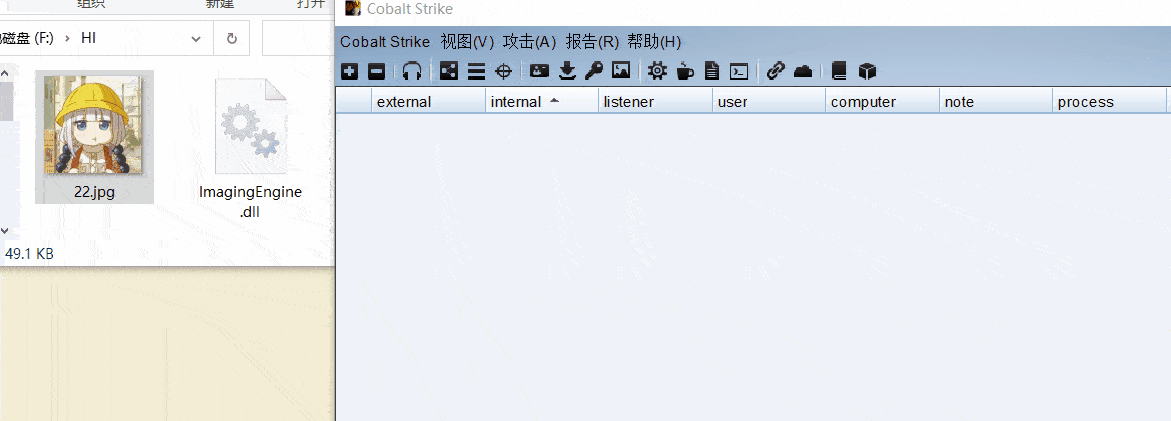 组织
新建
打开
磁盘 (F:) › HI
22.jpg
ImagingEngine
.dll
49.1 KB
Cobalt Strike
Cobalt Strike 视图(V) 攻击(A) 报告(R) 帮助(H)
external internal listener user computer note process